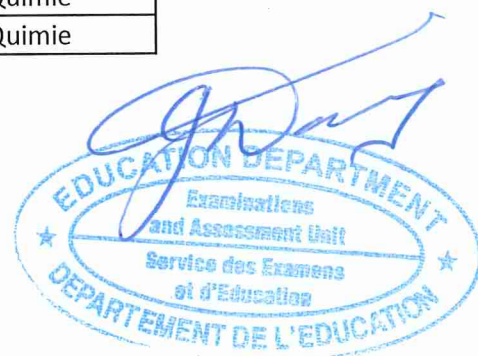 Quimie
Quimie
EDUCATION DEPARTMENT
Examinations
and Assessment Unit
Service des Examens
et d'Education
DEPARTEMENT DE L'EDUCATION